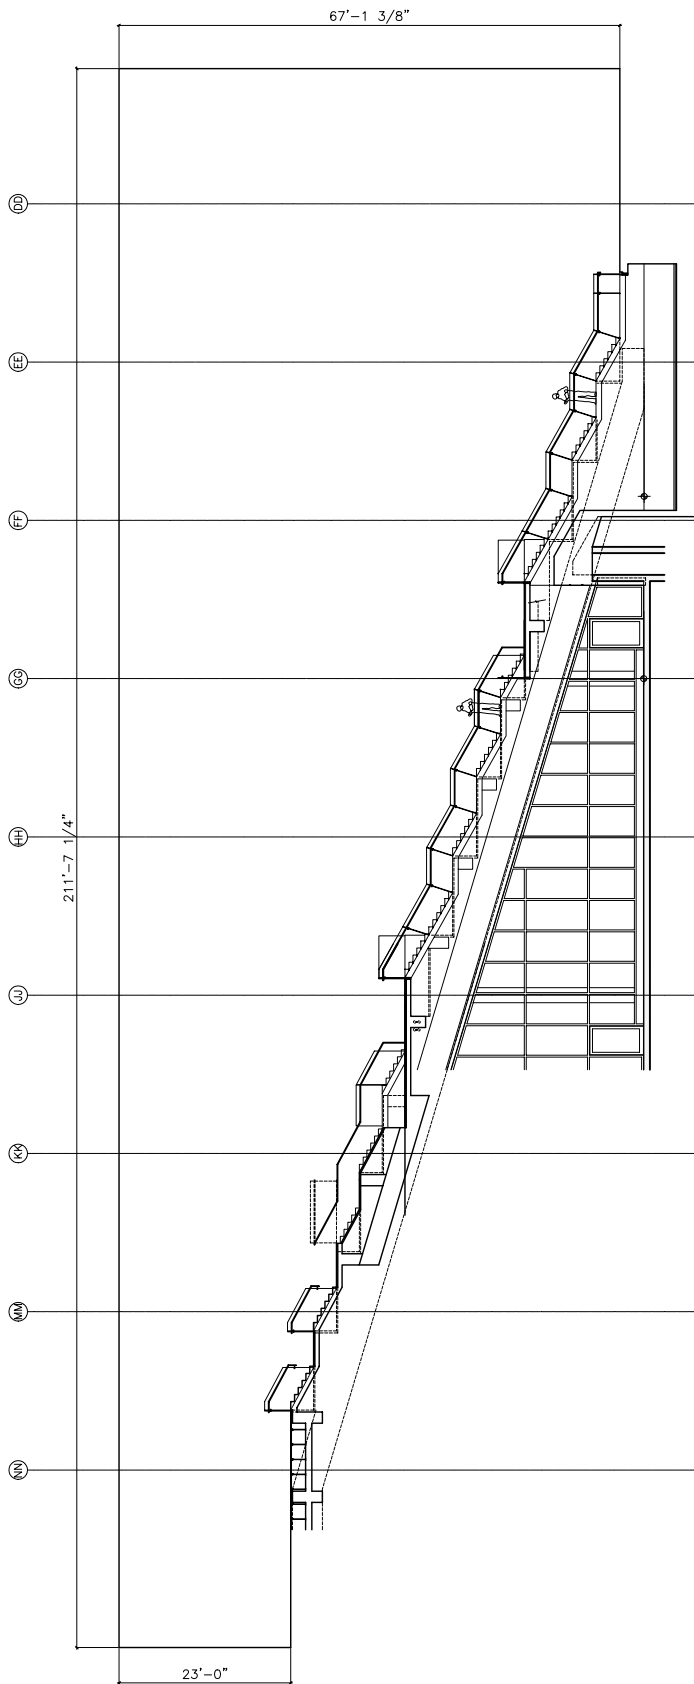 67'-1 3/8"
DD
EE
FF
GG
HH
211'-7 1/4"
JJ
KK
MM
NN
23'-0"